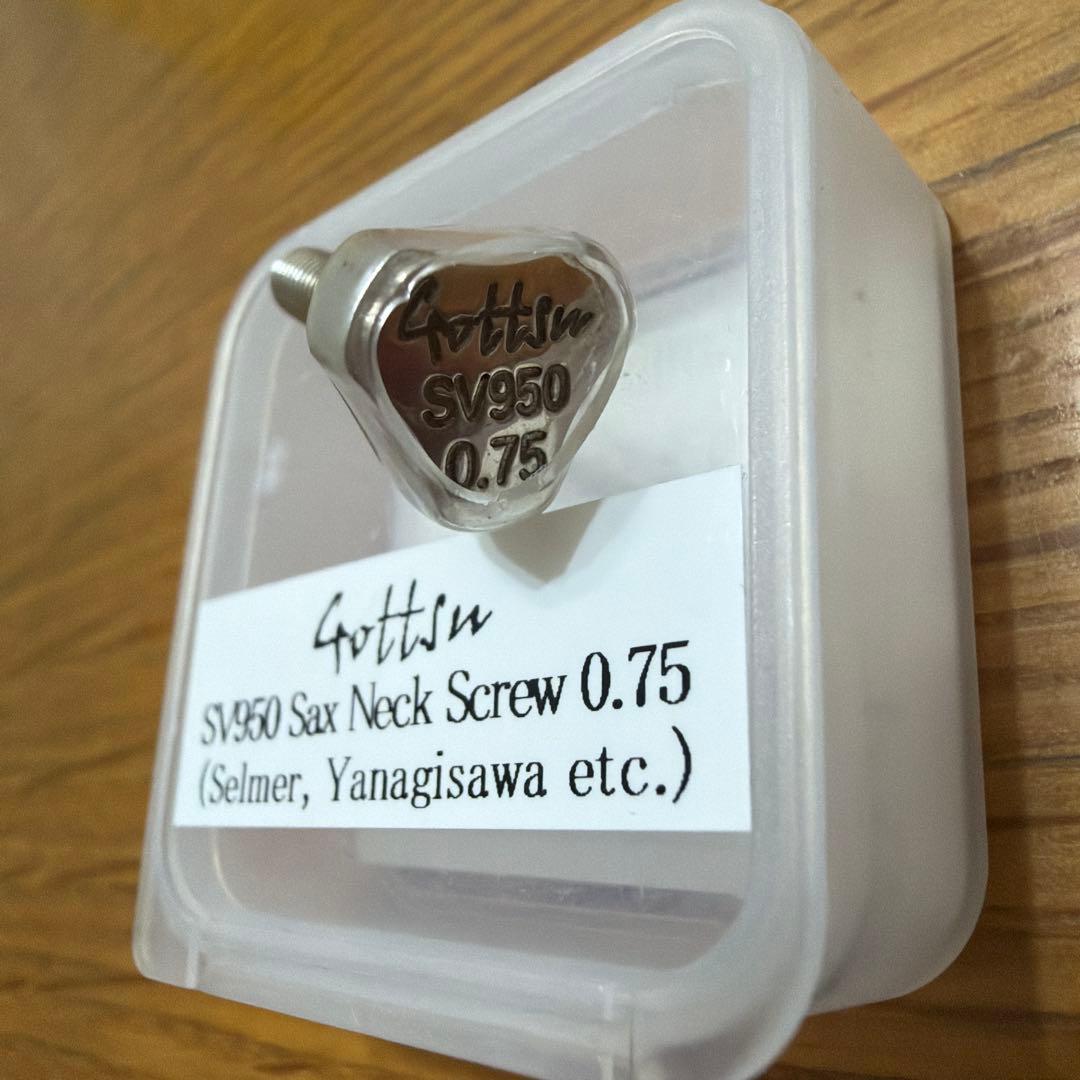 Gottsu
SV950
0.75
Gottsu
SV950 Sax Neck Screw 0.75
(Selmer, Yanagisawa etc.)